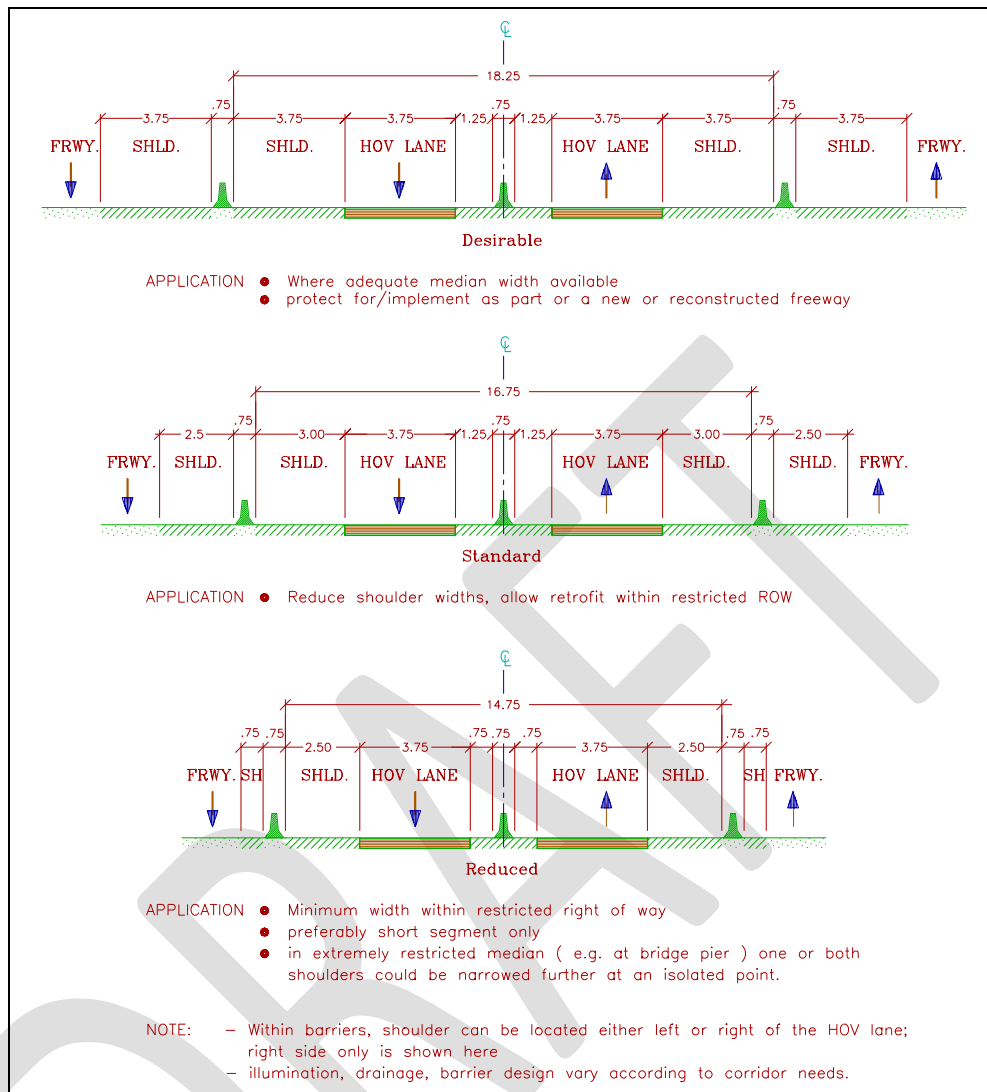 ℄
18.25
.75 .75 .75
3.75 3.75 3.75 1.25 1.25 3.75 3.75 3.75
FRWY. SHLD. SHLD. HOV LANE HOV LANE SHLD. SHLD. FRWY.
Desirable
APPLICATION ● Where adequate median width available
● protect for/implement as part or a new or reconstructed freeway
℄
16.75
.75 .75 .75
2.5 3.00 3.75 1.25 1.25 3.75 3.00 2.50
FRWY. SHLD. SHLD. HOV LANE HOV LANE SHLD. SHLD. FRWY.
Standard
APPLICATION ● Reduce shoulder widths, allow retrofit within restricted ROW
℄
14.75
.75 .75 .75 .75 .75 .75 .75
2.50 3.75 3.75 2.50
FRWY. SH SHLD. HOV LANE HOV LANE SHLD. SH FRWY.
Reduced
APPLICATION ● Minimum width within restricted right of way
● preferably short segment only
● in extremely restricted median ( e.g. at bridge pier ) one or both
shoulders could be narrowed further at an isolated point.
NOTE: – Within barriers, shoulder can be located either left or right of the HOV lane;
right side only is shown here
– illumination, drainage, barrier design vary according to corridor needs.
DRAFT